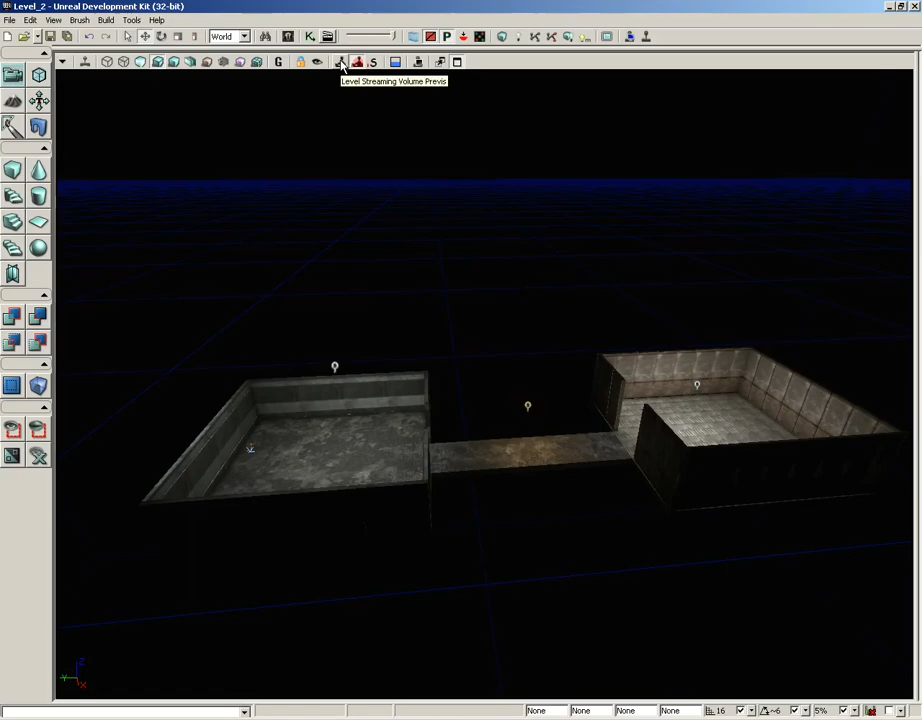 Level_2 - Unreal Development Kit (32-bit)
File Edit View Brush Build Tools Help
World
G
S
P
Level Streaming Volume Previs
Z
Y
X
None None None None 16 ~6 5%